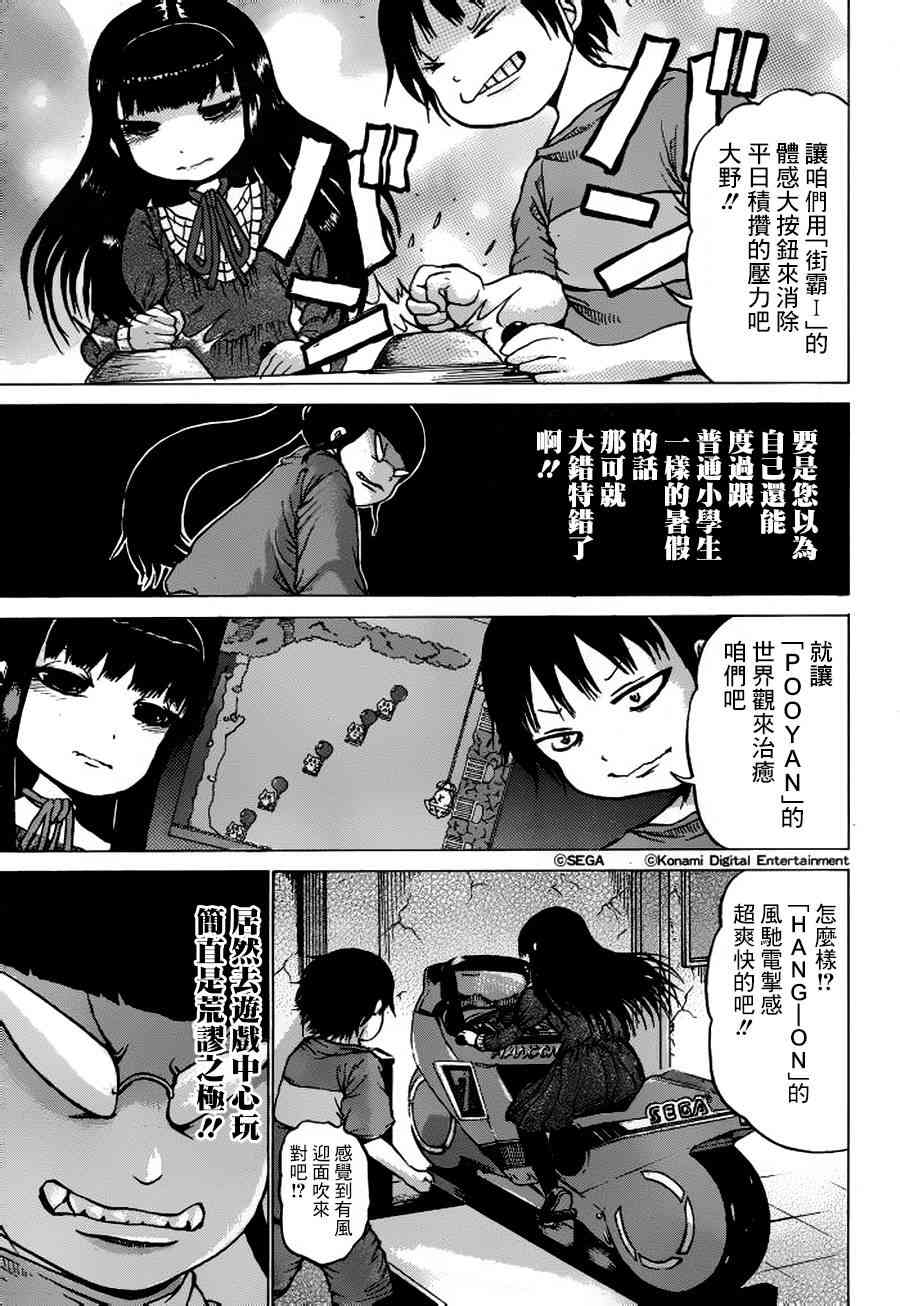 讓咱們用「街霸I」的
體感大按鈕來消除
平日積攢的壓力吧
大野!!
要是您以為
自己還能
度過跟
普通小學生
一樣的暑假
的話
那可就
大錯特錯了
啊!!
就讓
「POOYAN」的
世界觀來治癒
咱們吧
©SEGA ©Konami Digital Entertainment
怎麼樣!?
「HANG—ON」的
風馳電掣感
超爽快的吧!!
SEGA
7
感覺到有風
迎面吹來
對吧!?
居然去遊戲中心玩
簡直是荒謬之極!!